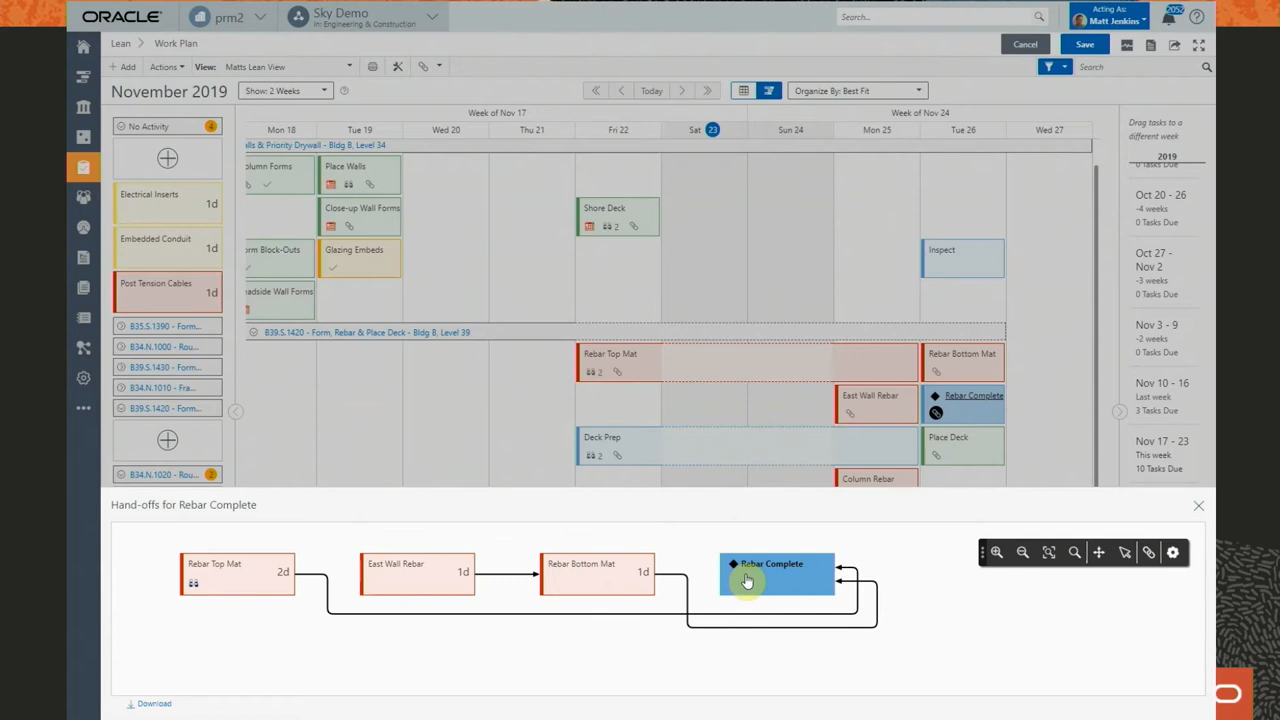 ORACLE
prm2
Sky Demo
In: Engineering & Construction
Search...
Acting As:
Matt Jenkins
2052
Lean
Work Plan
Cancel
Save
Add
Actions
View:
Matts Lean View
Search
November 2019
Show: 2 Weeks
Today
Organize By: Best Fit
Week of Nov 17
Week of Nov 24
Mon 18
Tue 19
Wed 20
Thu 21
Fri 22
Sat 23
Sun 24
Mon 25
Tue 26
Wed 27
Drag tasks to a
different week
2019
0 Tasks Due
Oct 20 - 26
-4 weeks
0 Tasks Due
Oct 27 -
Nov 2
-3 weeks
0 Tasks Due
Nov 3 - 9
-2 weeks
0 Tasks Due
Nov 10 - 16
Last week
3 Tasks Due
Nov 17 - 23
This week
10 Tasks Due
No Activity
4
Electrical Inserts
1d
Embedded Conduit
1d
Post Tension Cables
1d
B35.S.1390 - Form...
B34.N.1000 - Rou...
B39.S.1430 - Form...
B34.N.1010 - Fra...
B39.S.1420 - Form...
B34.N.1020 - Rou...
2
alls & Priority Drywall - Bldg B, Level 34
olumn Forms
Place Walls
Close-up Wall Forms
Shore Deck
2
orm Block-Outs
Glazing Embeds
Inspect
eadside Wall Forms
B39.S.1420 - Form, Rebar & Place Deck - Bldg B, Level 39
Rebar Top Mat
2
Rebar Bottom Mat
East Wall Rebar
Rebar Complete
Deck Prep
2
Place Deck
Column Rebar
Hand-offs for Rebar Complete
Rebar Top Mat
2d
East Wall Rebar
1d
Rebar Bottom Mat
1d
Rebar Complete
Download